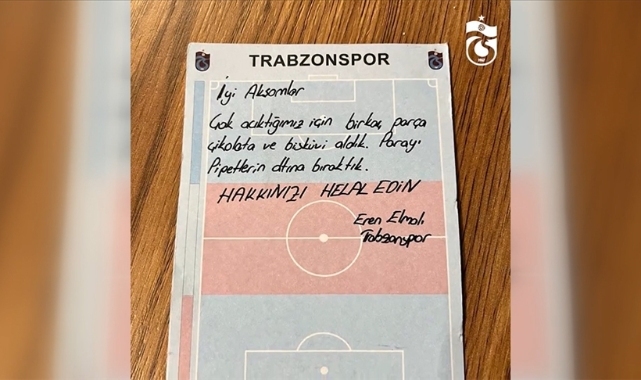 TRABZONSPOR
İyi Akşamlar
Çok acıktığımız için birkaç parça
çikolata ve bisküvi aldık. Parayı
Pipetlerin altına bıraktık.
HAKKINIZI HELAL EDİN
Eren Elmalı
Trabzonspor